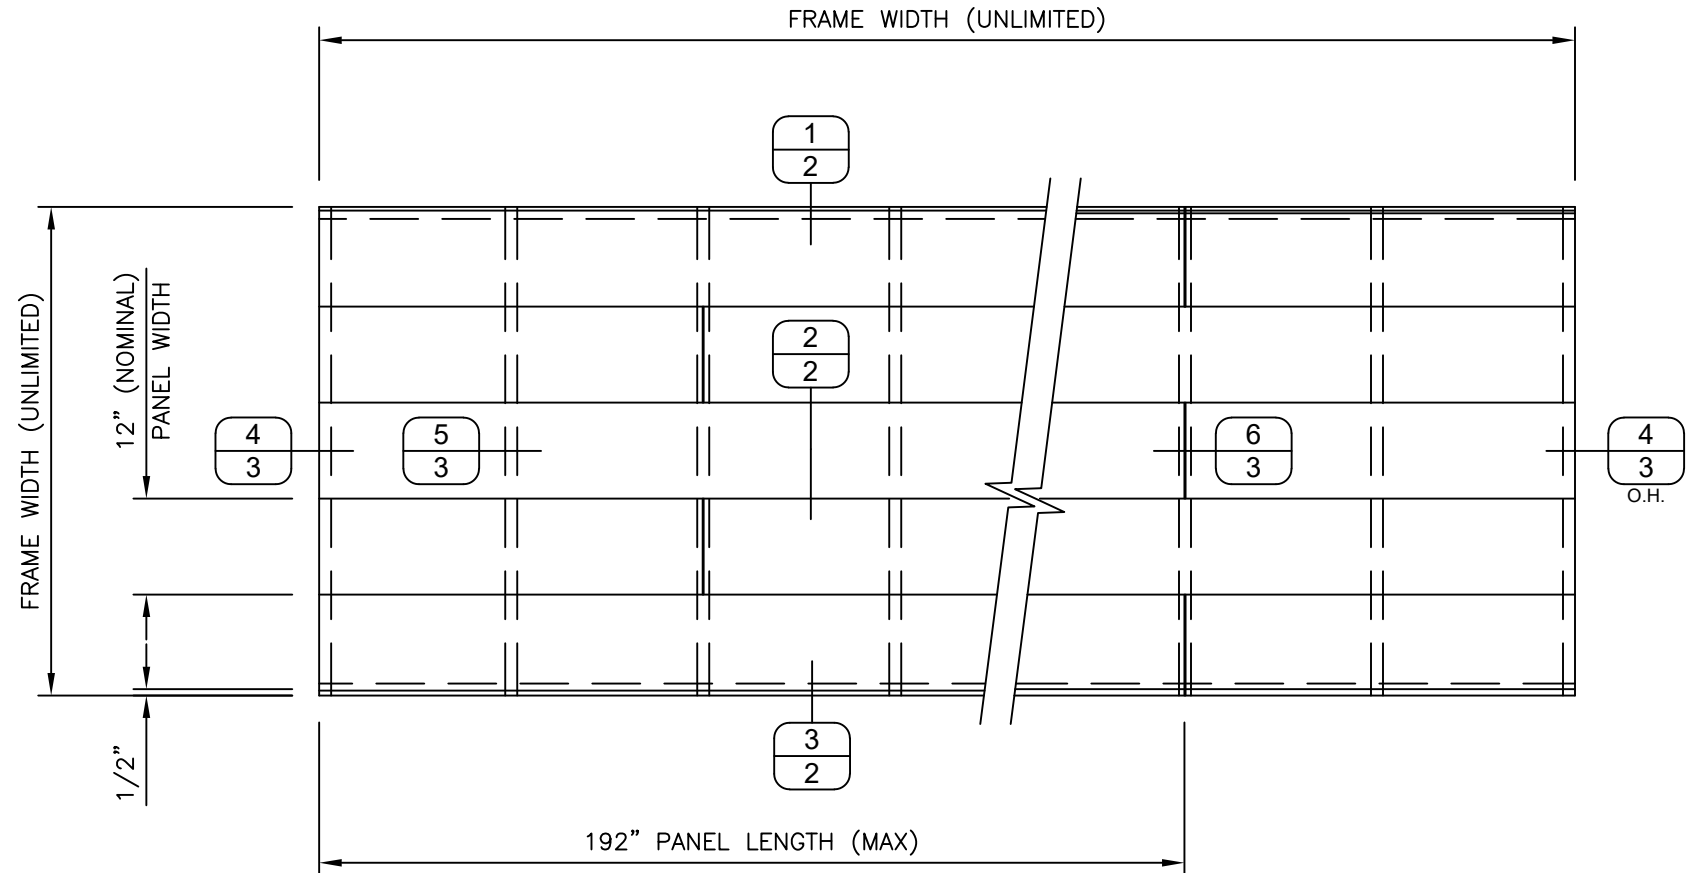 FRAME WIDTH (UNLIMITED)
1
2
FRAME WIDTH (UNLIMITED)
12” (NOMINAL)
PANEL WIDTH
2
2
4
3
5
3
6
3
4
3
O.H.
1/2”
3
2
192” PANEL LENGTH (MAX)